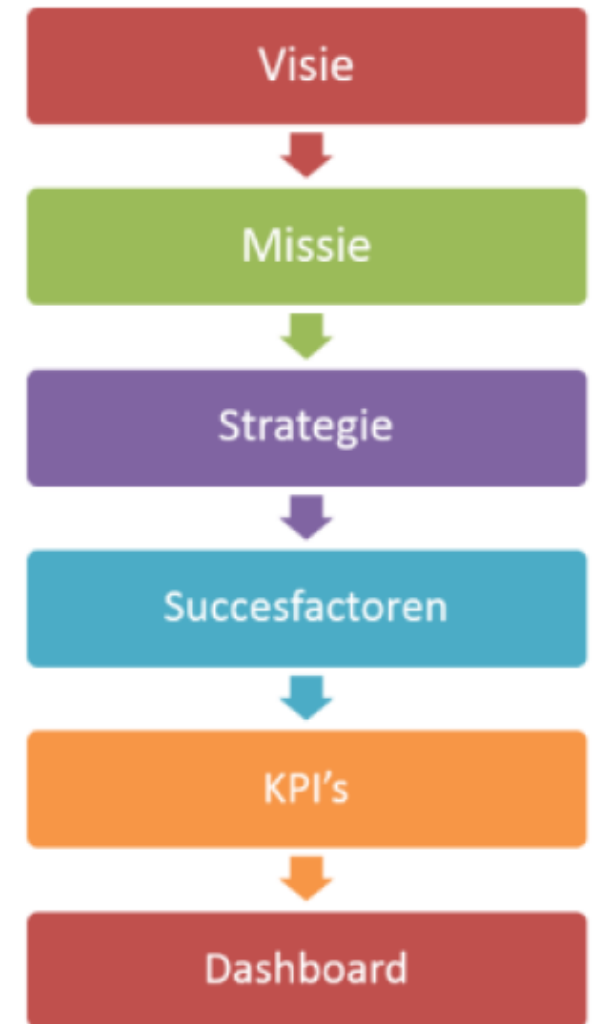 Visie
Missie
Strategie
Succesfactoren
KPI’s
Dashboard